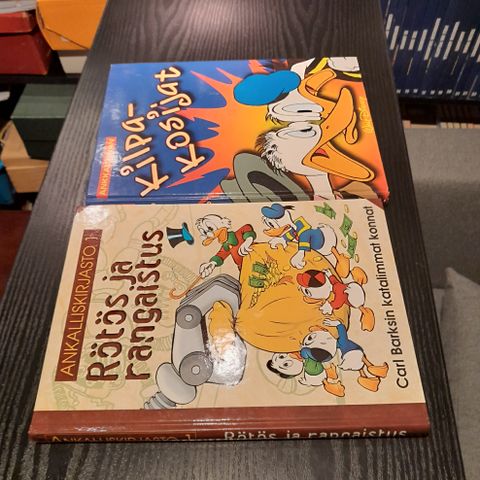 Kilpa-
kosijat
ANKALLISKIRJASTO 1
Rötös ja
rangaistus
Carl Barksin katalimmat konnat
ANKALLISKIRJASTO 1
Rötös ja rangaistus